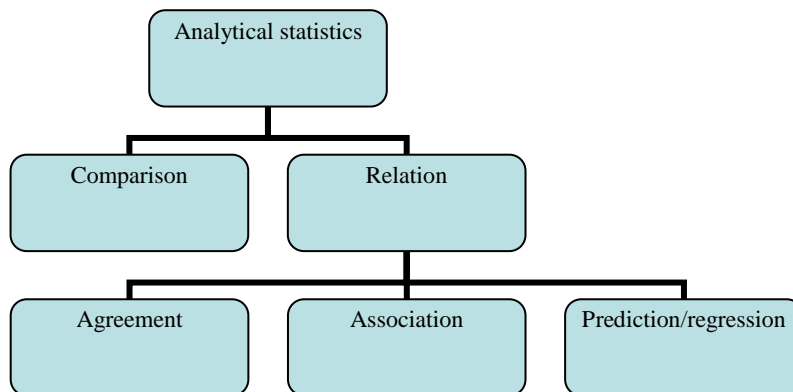 Analytical statistics
Comparison
Relation
Agreement
Association
Prediction/regression